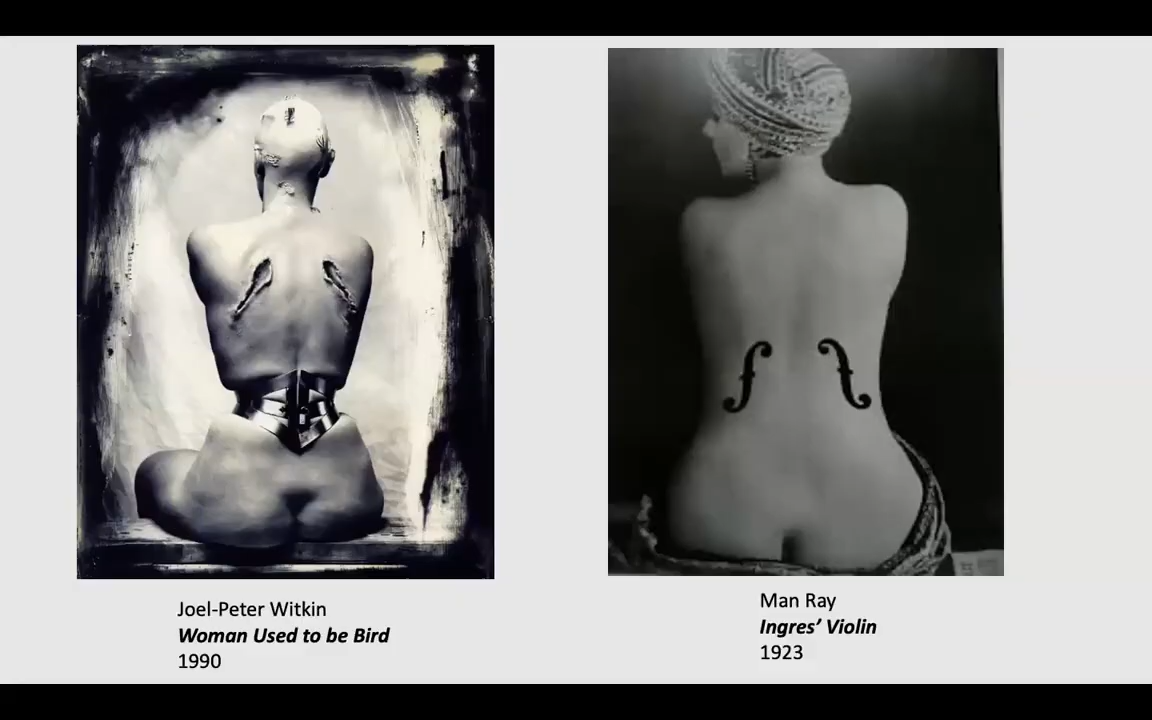 Joel-Peter Witkin
Woman Used to be Bird
1990
Man Ray
Ingres’ Violin
1923